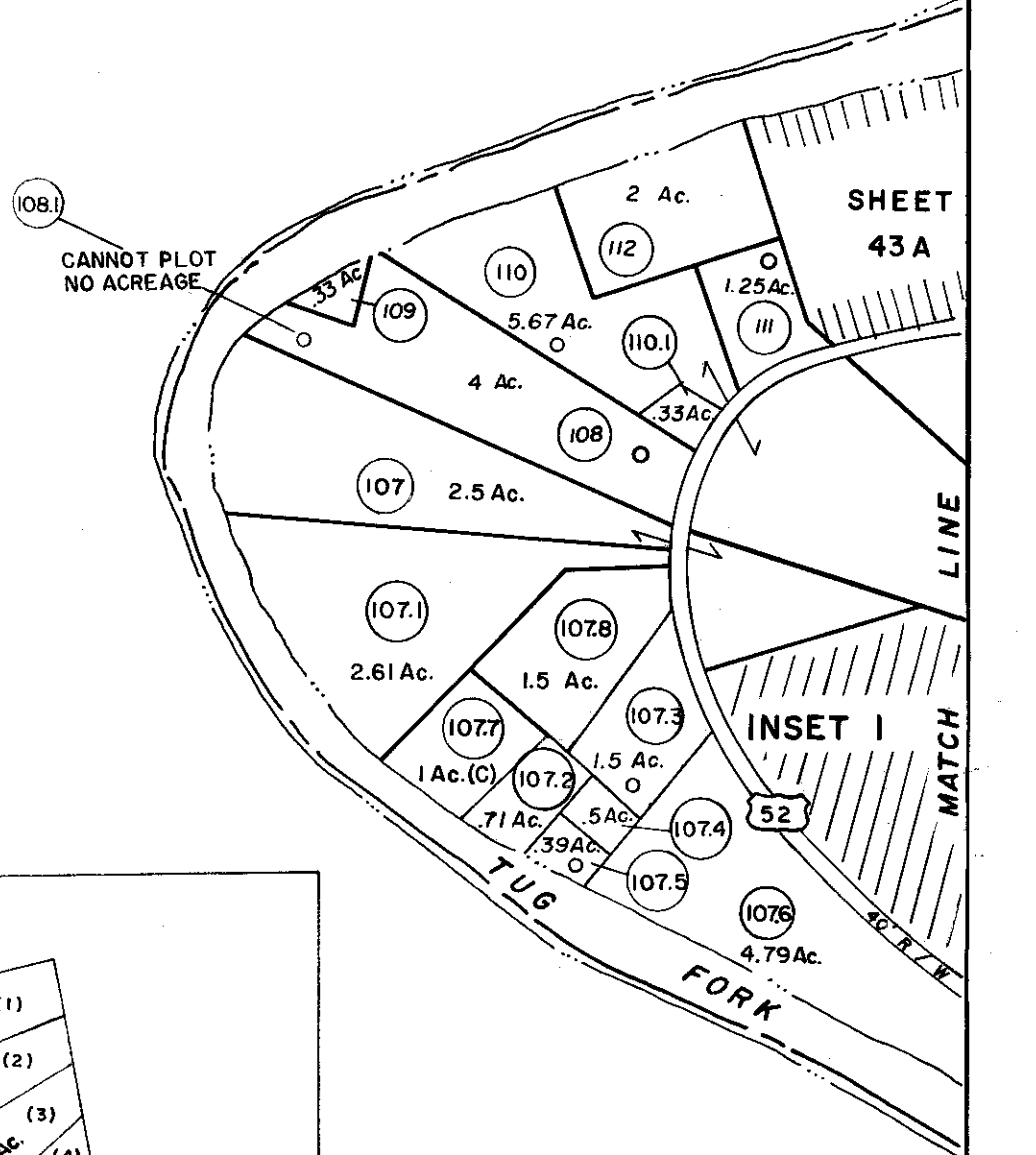 108.1
CANNOT PLOT
NO ACREAGE
2 Ac.
SHEET
43A
112
110
.33 Ac.
109
5.67 Ac.
1.25 Ac.
111
110.1
.33 Ac.
4 Ac.
108
107
2.5 Ac.
MATCH LINE
107.1
2.61 Ac.
107.8
1.5 Ac.
107.7
1 Ac.(C)
107.3
1.5 Ac.
INSET 1
107.2
.71 Ac.
.5 Ac.
107.4
52
.39 Ac.
107.5
107.6
4.79 Ac.
40' R/W
TUG FORK
(1)
(2)
(3)
Ac.